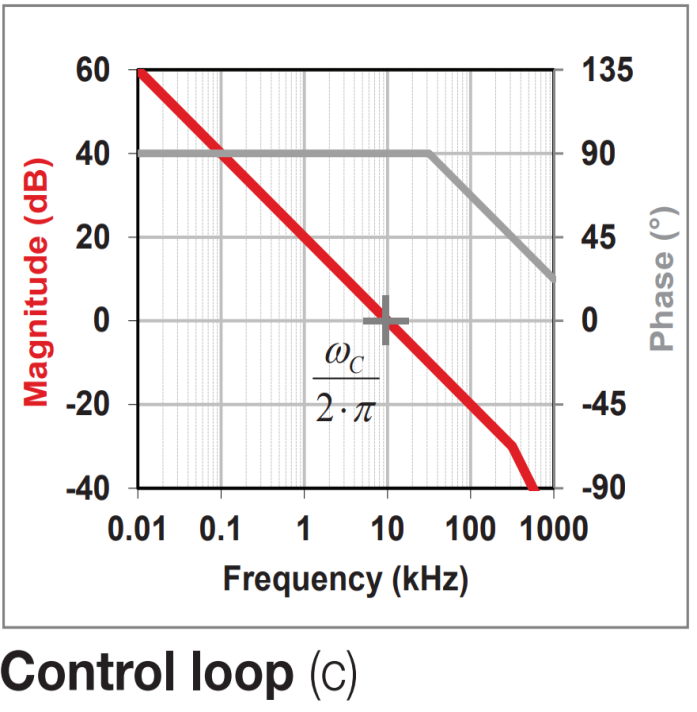 60
40
20
0
-20
-40
Magnitude (dB)
135
90
45
0
-45
-90
Phase (°)
ω_C
2·π
0.01 0.1 1 10 100 1000
Frequency (kHz)
Control loop (c)